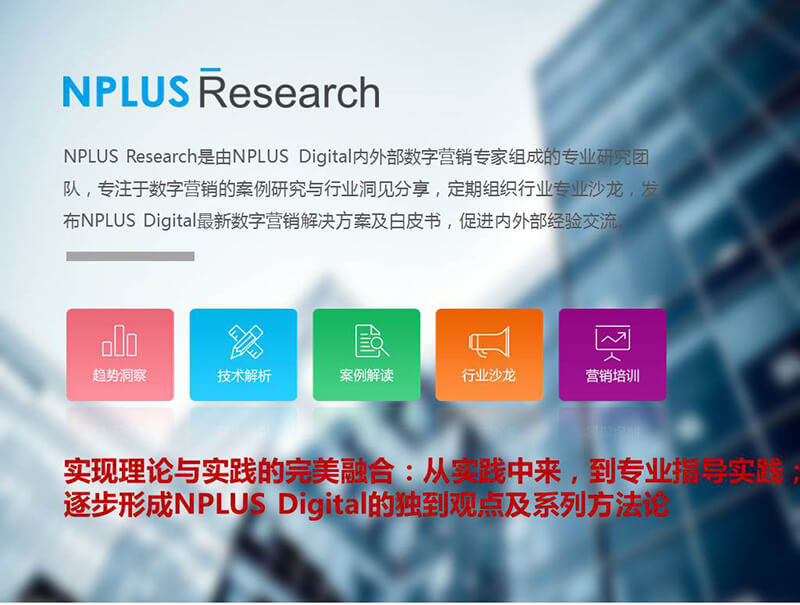 NPLUS Research
NPLUS Research是由NPLUS Digital内外部数字营销专家组成的专业研究团
队，专注于数字营销的案例研究与行业洞见分享，定期组织行业专业沙龙，发
布NPLUS Digital最新数字营销解决方案及白皮书，促进内外部经验交流。
趋势洞察 技术解析 案例解读 行业沙龙 营销培训
实现理论与实践的完美融合：从实践中来，到专业指导实践；
逐步形成NPLUS Digital的独到观点及系列方法论